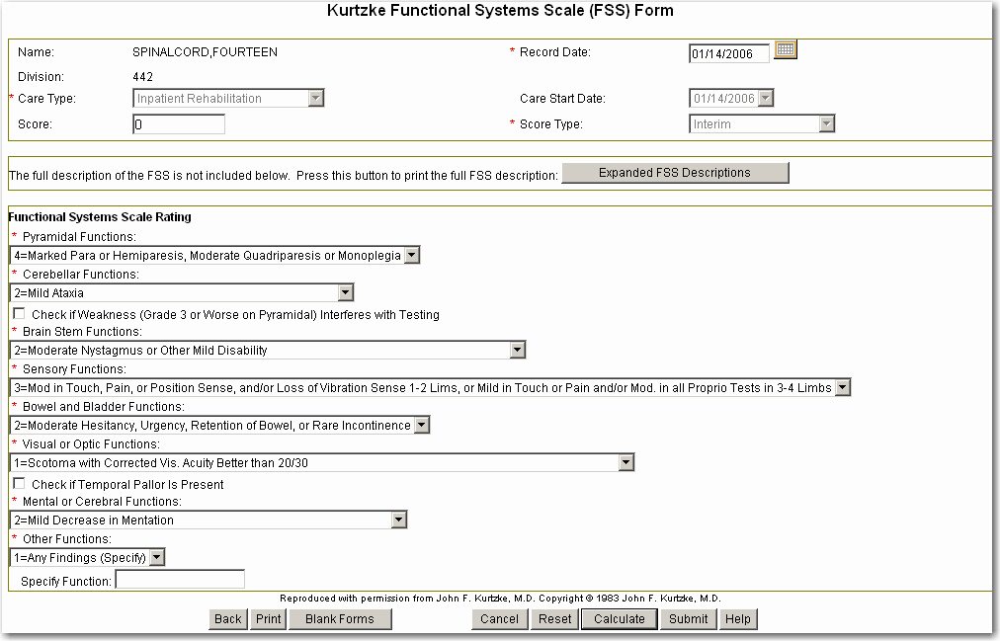 Kurtzke Functional Systems Scale (FSS) Form
Name: SPINALCORD,FOURTEEN * Record Date: 01/14/2006
Division: 442
* Care Type: Inpatient Rehabilitation Care Start Date: 01/14/2006
Score: 0 * Score Type: Interim
The full description of the FSS is not included below. Press this button to print the full FSS description: Expanded FSS Descriptions
Functional Systems Scale Rating
* Pyramidal Functions:
4=Marked Para or Hemiparesis, Moderate Quadriparesis or Monoplegia
* Cerebellar Functions:
2=Mild Ataxia
Check if Weakness (Grade 3 or Worse on Pyramidal) Interferes with Testing
* Brain Stem Functions:
2=Moderate Nystagmus or Other Mild Disability
* Sensory Functions:
3=Mod in Touch, Pain, or Position Sense, and/or Loss of Vibration Sense 1-2 Lims, or Mild in Touch or Pain and/or Mod. in all Proprio Tests in 3-4 Limbs
* Bowel and Bladder Functions:
2=Moderate Hesitancy, Urgency, Retention of Bowel, or Rare Incontinence
* Visual or Optic Functions:
1=Scotoma with Corrected Vis. Acuity Better than 20/30
Check if Temporal Pallor Is Present
* Mental or Cerebral Functions:
2=Mild Decrease in Mentation
* Other Functions:
1=Any Findings (Specify)
Specify Function:
Reproduced with permission from John F. Kurtzke, M.D. Copyright © 1983 John F. Kurtzke, M.D.
Back Print Blank Forms Cancel Reset Calculate Submit Help